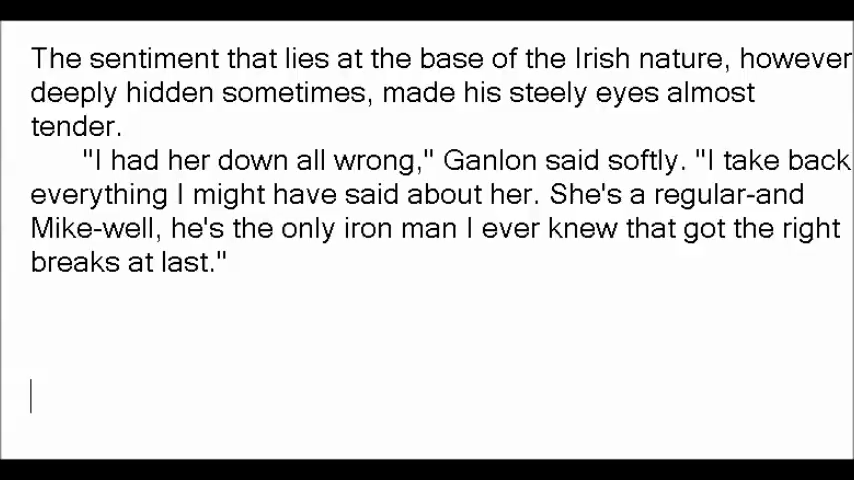 The sentiment that lies at the base of the Irish nature, however
deeply hidden sometimes, made his steely eyes almost
tender.
"I had her down all wrong," Ganlon said softly. "I take back
everything I might have said about her. She's a regular-and
Mike-well, he's the only iron man I ever knew that got the right
breaks at last."